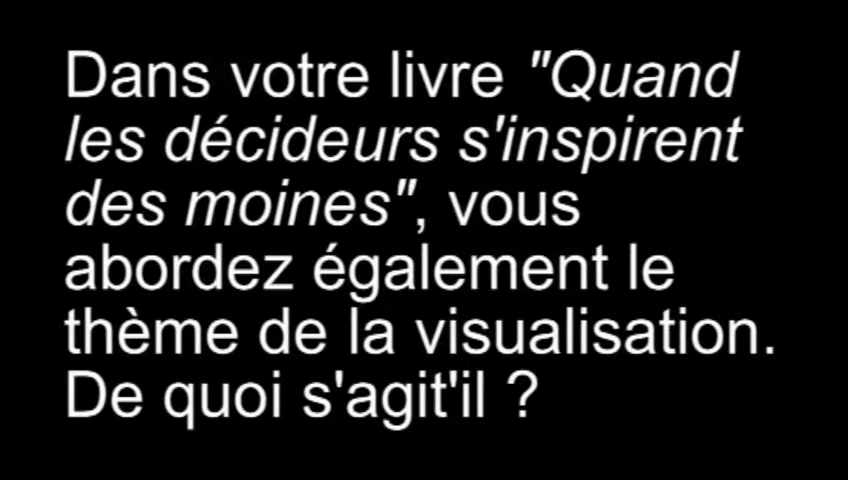 Dans votre livre "Quand
les décideurs s'inspirent
des moines", vous
abordez également le
thème de la visualisation.
De quoi s'agit'il ?